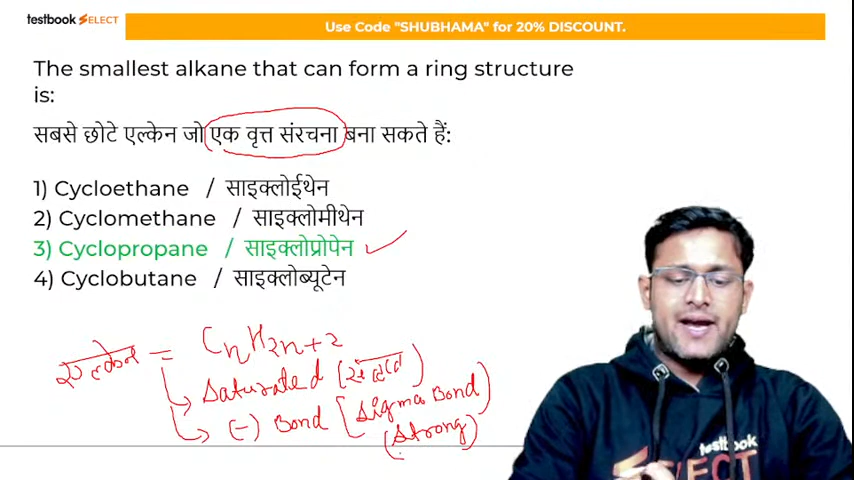 testbook SELECT
Use Code "SHUBHAMA" for 20% DISCOUNT.
The smallest alkane that can form a ring structure
is:
सबसे छोटे एल्केन जो एक वृत्त संरचना बना सकते हैं:
1) Cycloethane / साइक्लोईथेन
2) Cyclomethane / साइक्लोमीथेन
3) Cyclopropane / साइक्लोप्रोपेन
4) Cyclobutane / साइक्लोब्यूटेन
एल्केन = CnH2n+2
Saturated (संतृप्त)
(-) Bond [Sigma Bond]
(Strong)
testbook
SELECT